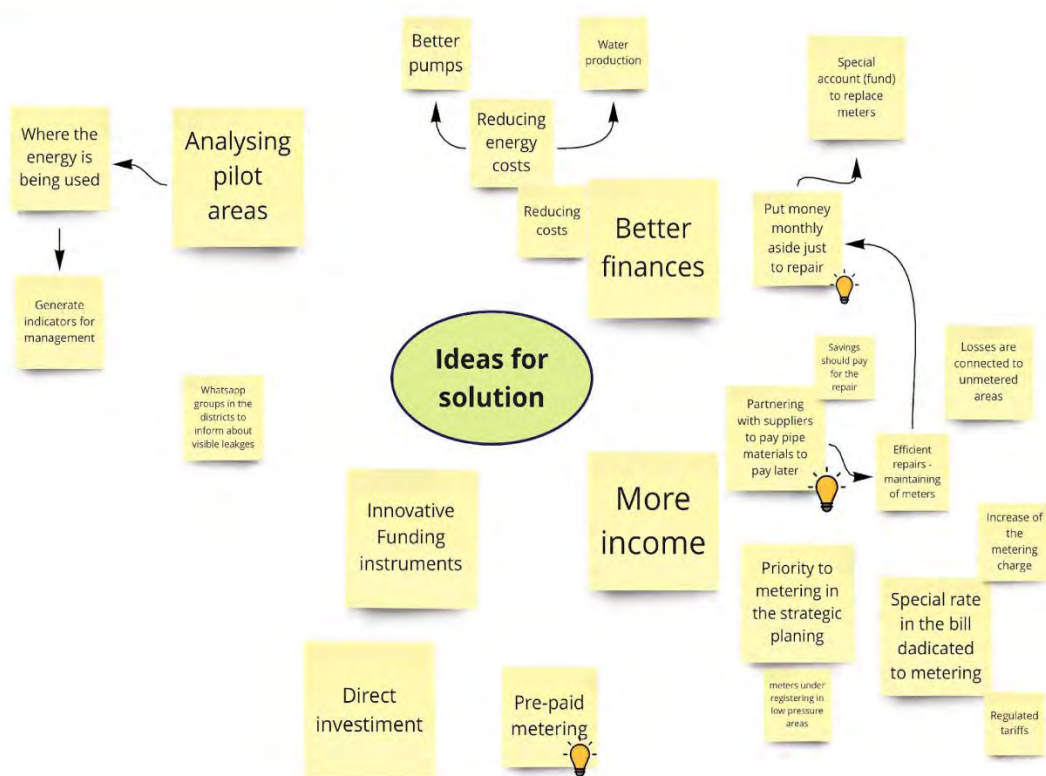 Better
pumps
Water
production
Special
account (fund)
to replace
meters
Where the
energy is
being used
Analysing
pilot
areas
Reducing
energy
costs
Reducing
costs
Better
finances
Put money
monthly
aside just
to repair
Generate
indicators for
management
Ideas for
solution
Whatsapp
groups in the
districts to
inform about
visible leakges
Savings
should pay
for the
repair
Losses are
connected to
unmetered
areas
Partnering
with suppliers
to pay pipe
materials to
pay later
Efficient
repairs -
maintaining
of meters
Innovative
Funding
instruments
More
income
Increase of
the
metering
charge
Priority to
metering in
the strategic
planing
Special rate
in the bill
dadicated
to metering
Direct
investiment
Pre-paid
metering
meters under
registering in
low pressure
areas
Regulated
tariffs